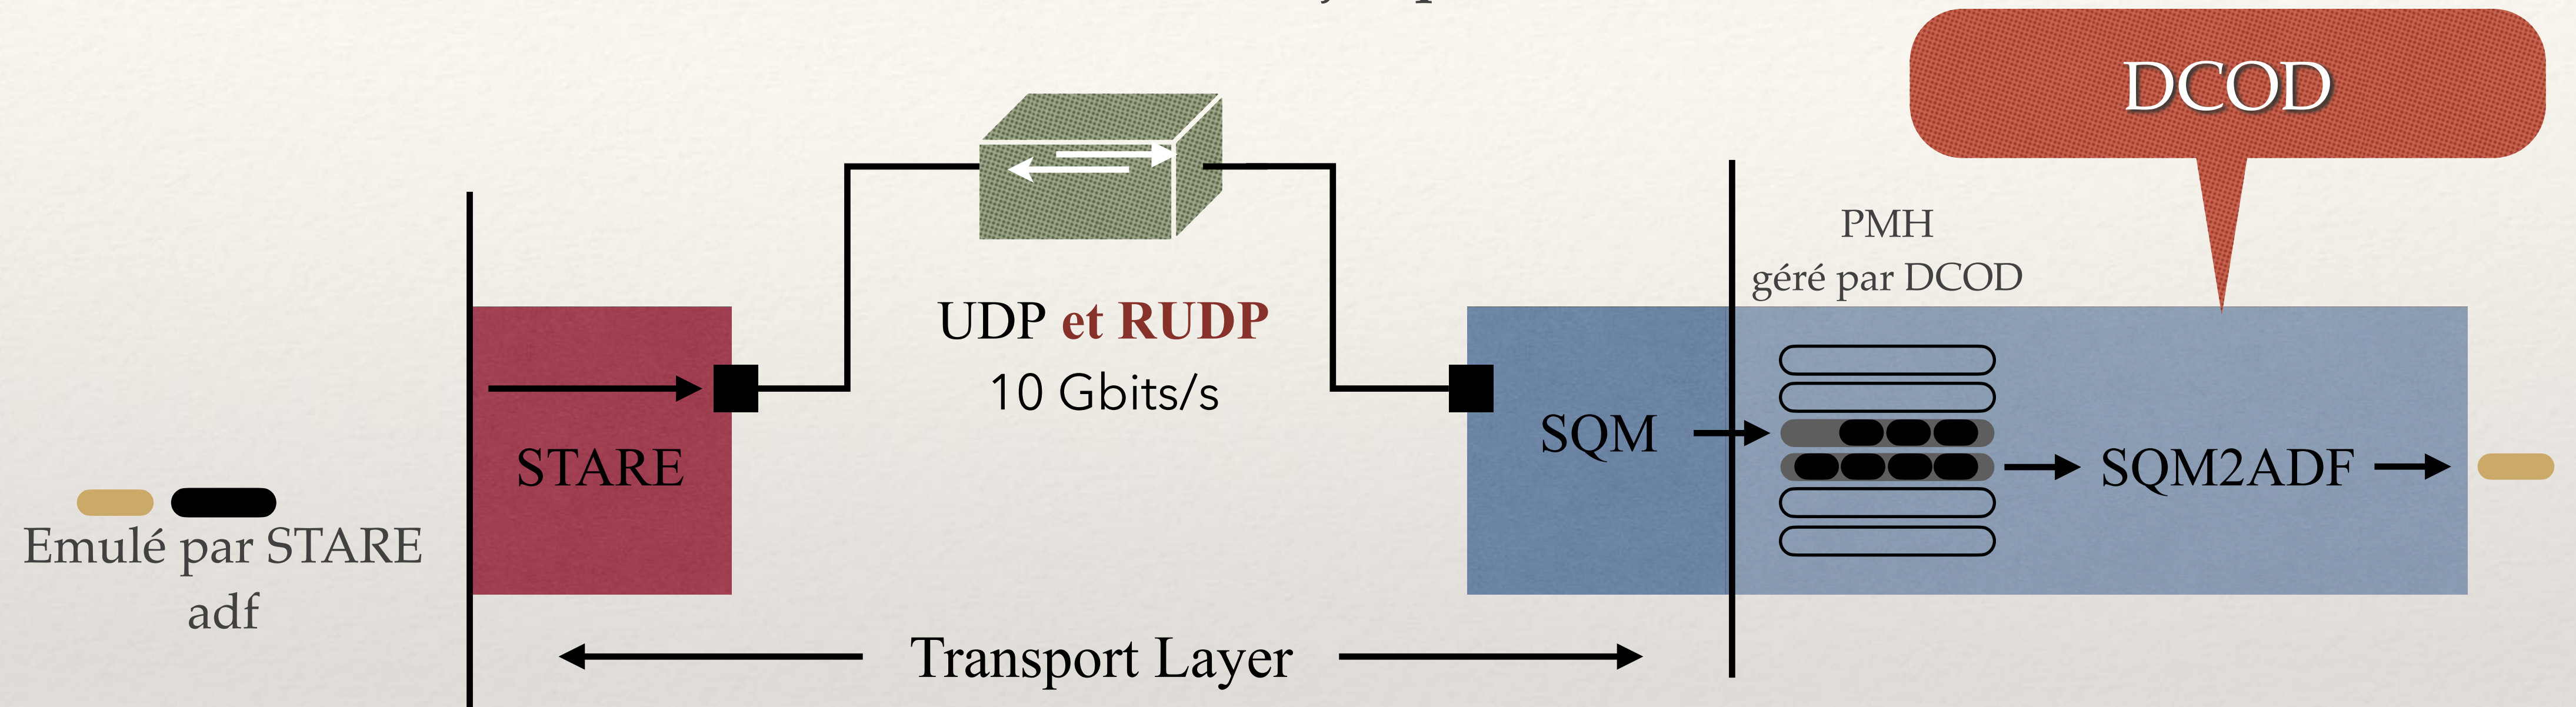 DCOD
PMH
géré par DCOD
UDP et RUDP
10 Gbits/s
STARE
SQM
SQM2ADF
Emulé par STARE
adf
Transport Layer